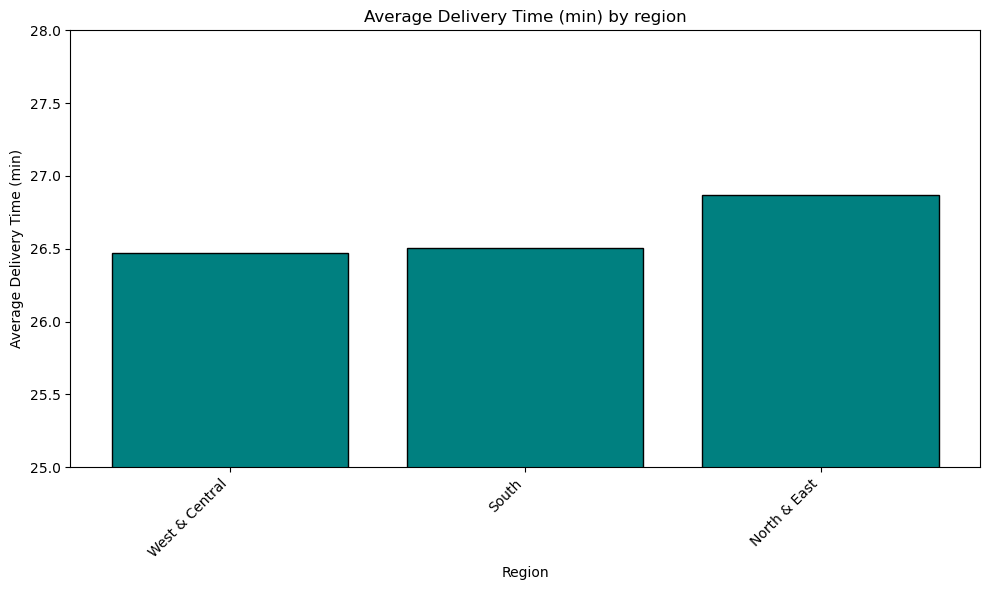 Average Delivery Time (min) by region
Average Delivery Time (min)
28.0
27.5
27.0
26.5
26.0
25.5
25.0
West & Central
South
North & East
Region